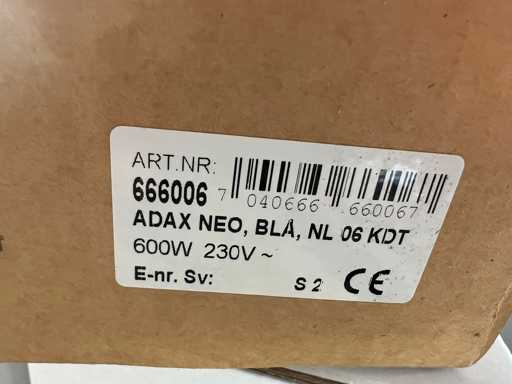 ART.NR:
666006
7 040666 660067
ADAX NEO, BLÅ, NL 06 KDT
600W 230V ~
E-nr. Sv: S 2 CE